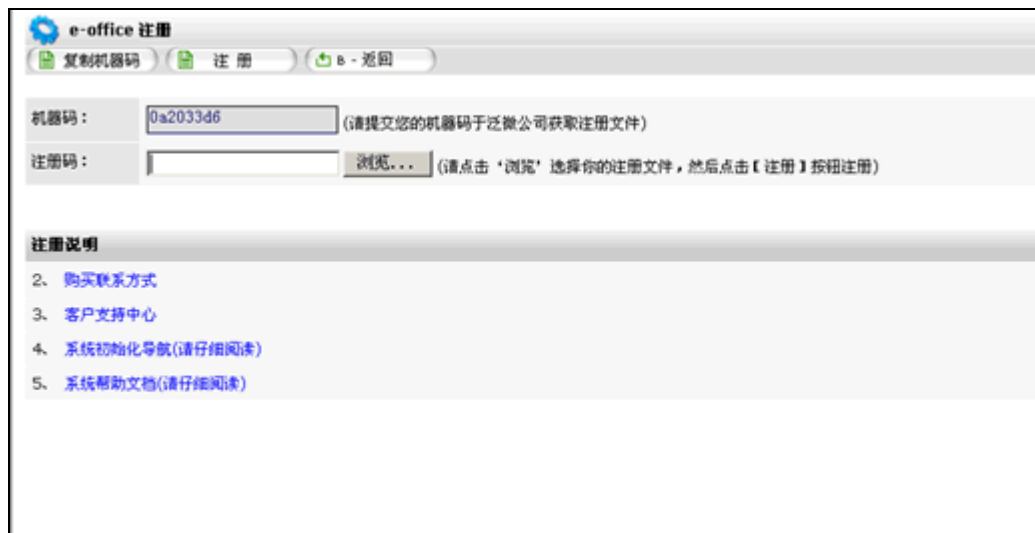 e-office 注册
复制机器码 注 册 B - 返回
机器码： 0a2033d6 (请提交您的机器码于泛微公司获取注册文件)
注册码： 浏览... (请点击‘浏览’选择你的注册文件，然后点击【注册】按钮注册)
注册说明
2、 购买联系方式
3、 客户支持中心
4、 系统初始化导航(请仔细阅读)
5、 系统帮助文档(请仔细阅读)